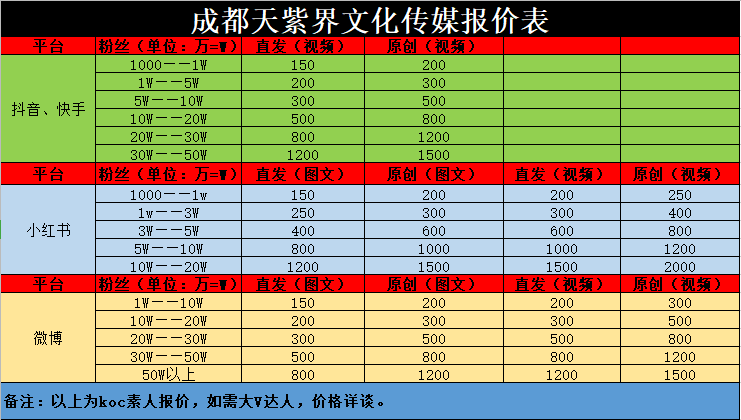 成都天紫界文化传媒报价表
平台 粉丝（单位：万=W） 直发（视频） 原创（视频）
抖音、快手
1000——1W 150 200
1W——5W 200 300
5W——10W 300 500
10W——20W 500 800
20W——30W 800 1200
30W——50W 1200 1500
平台 粉丝（单位：万=W） 直发（图文） 原创（图文） 直发（视频） 原创（视频）
小红书
1000——1w 150 200 200 250
1w——3W 250 300 300 400
3W——5W 400 600 600 800
5W——10W 800 1000 1000 1200
10W——20W 1200 1500 1500 2000
平台 粉丝（单位：万=W） 直发（图文） 原创（图文） 直发（视频） 原创（视频）
微博
1W——10W 150 200 200 300
10W——20W 200 300 300 500
20W——30W 300 500 500 800
30W——50W 500 800 800 1200
50W以上 800 1200 1200 1500
备注：以上为koc素人报价，如需大V达人，价格详谈。